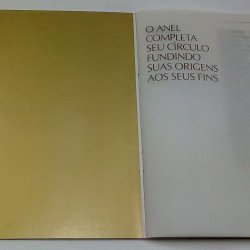 O ANEL
COMPLETA
SEU CÍRCULO
FUNDINDO
SUAS ORIGENS
AOS SEUS FINS